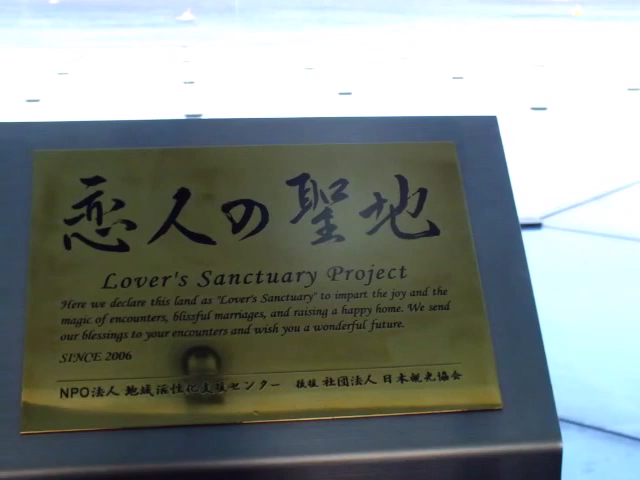 恋人の聖地
Lover's Sanctuary Project
Here we declare this land as "Lover's Sanctuary" to impart the joy and the
magic of encounters, blissful marriages, and raising a happy home. We send
our blessings to your encounters and wish you a wonderful future.
SINCE 2006
NPO法人 地域活性化支援センター 後援 社団法人 日本観光協会